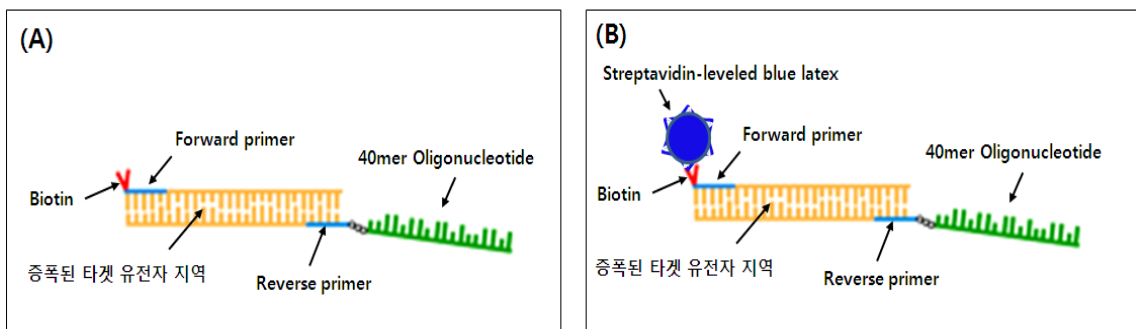 (A)
Forward primer
40mer Oligonucleotide
Biotin
증폭된 타겟 유전자 지역
Reverse primer
(B)
Streptavidin-leveled blue latex
Forward primer
40mer Oligonucleotide
Biotin
증폭된 타겟 유전자 지역
Reverse primer